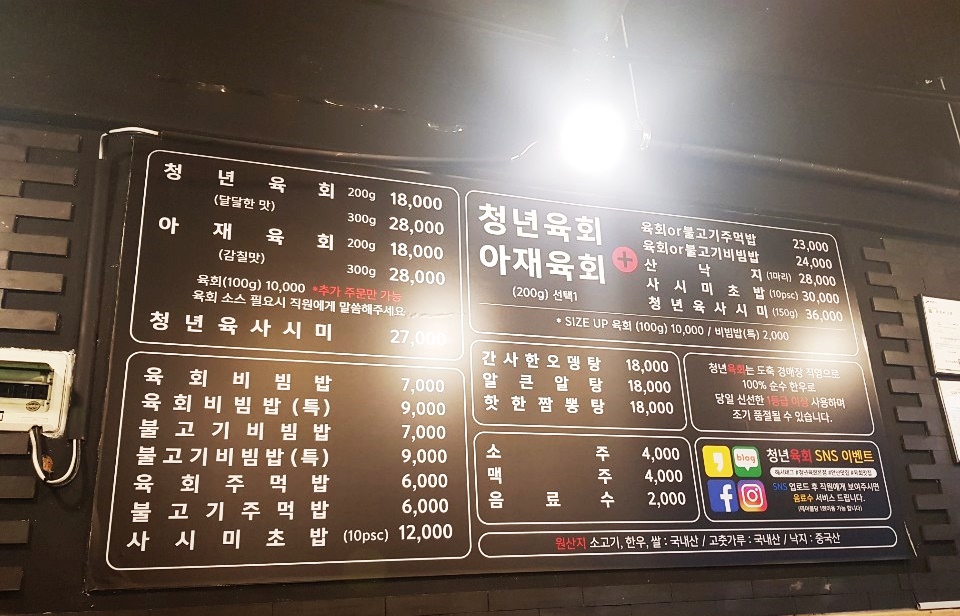 청년육회 200g 18,000
(달달한 맛) 300g 28,000
아재육회 200g 18,000
(감칠맛) 300g 28,000
육회(100g) 10,000 *추가 주문만 가능
육회 소스 필요시 직원에게 말씀해주세요
청년육사시미 27,000
육회비빔밥 7,000
육회비빔밥(특) 9,000
불고기비빔밥 7,000
불고기비빔밥(특) 9,000
육회주먹밥 6,000
불고기주먹밥 6,000
사시미초밥 (10psc) 12,000
청년육회
아재육회
(200g) 선택1
+
육회or불고기주먹밥 23,000
육회or불고기비빔밥 24,000
산낙지 (1마리) 28,000
사시미초밥 (10psc) 30,000
청년육사시미 (150g) 36,000
* SIZE UP 육회 (100g) 10,000 / 비빔밥(특) 2,000
간사한오뎅탕 18,000
알큰알탕 18,000
핫한짬뽕탕 18,000
청년육회는 도축 경매장 직영으로
100% 순수 한우로
당일 신선한 1등급 이상 사용하며
조기 품절될 수 있습니다.
소주 4,000
맥주 4,000
음료수 2,000
blog
청년육회 SNS 이벤트
SNS 업로드 후 직원에게 보여주시면
음료수 서비스 드립니다.
(테이블당 1회이용 가능 합니다)
원산지 소고기, 한우, 쌀 : 국내산 / 고춧가루 : 국내산 / 낙지 : 중국산